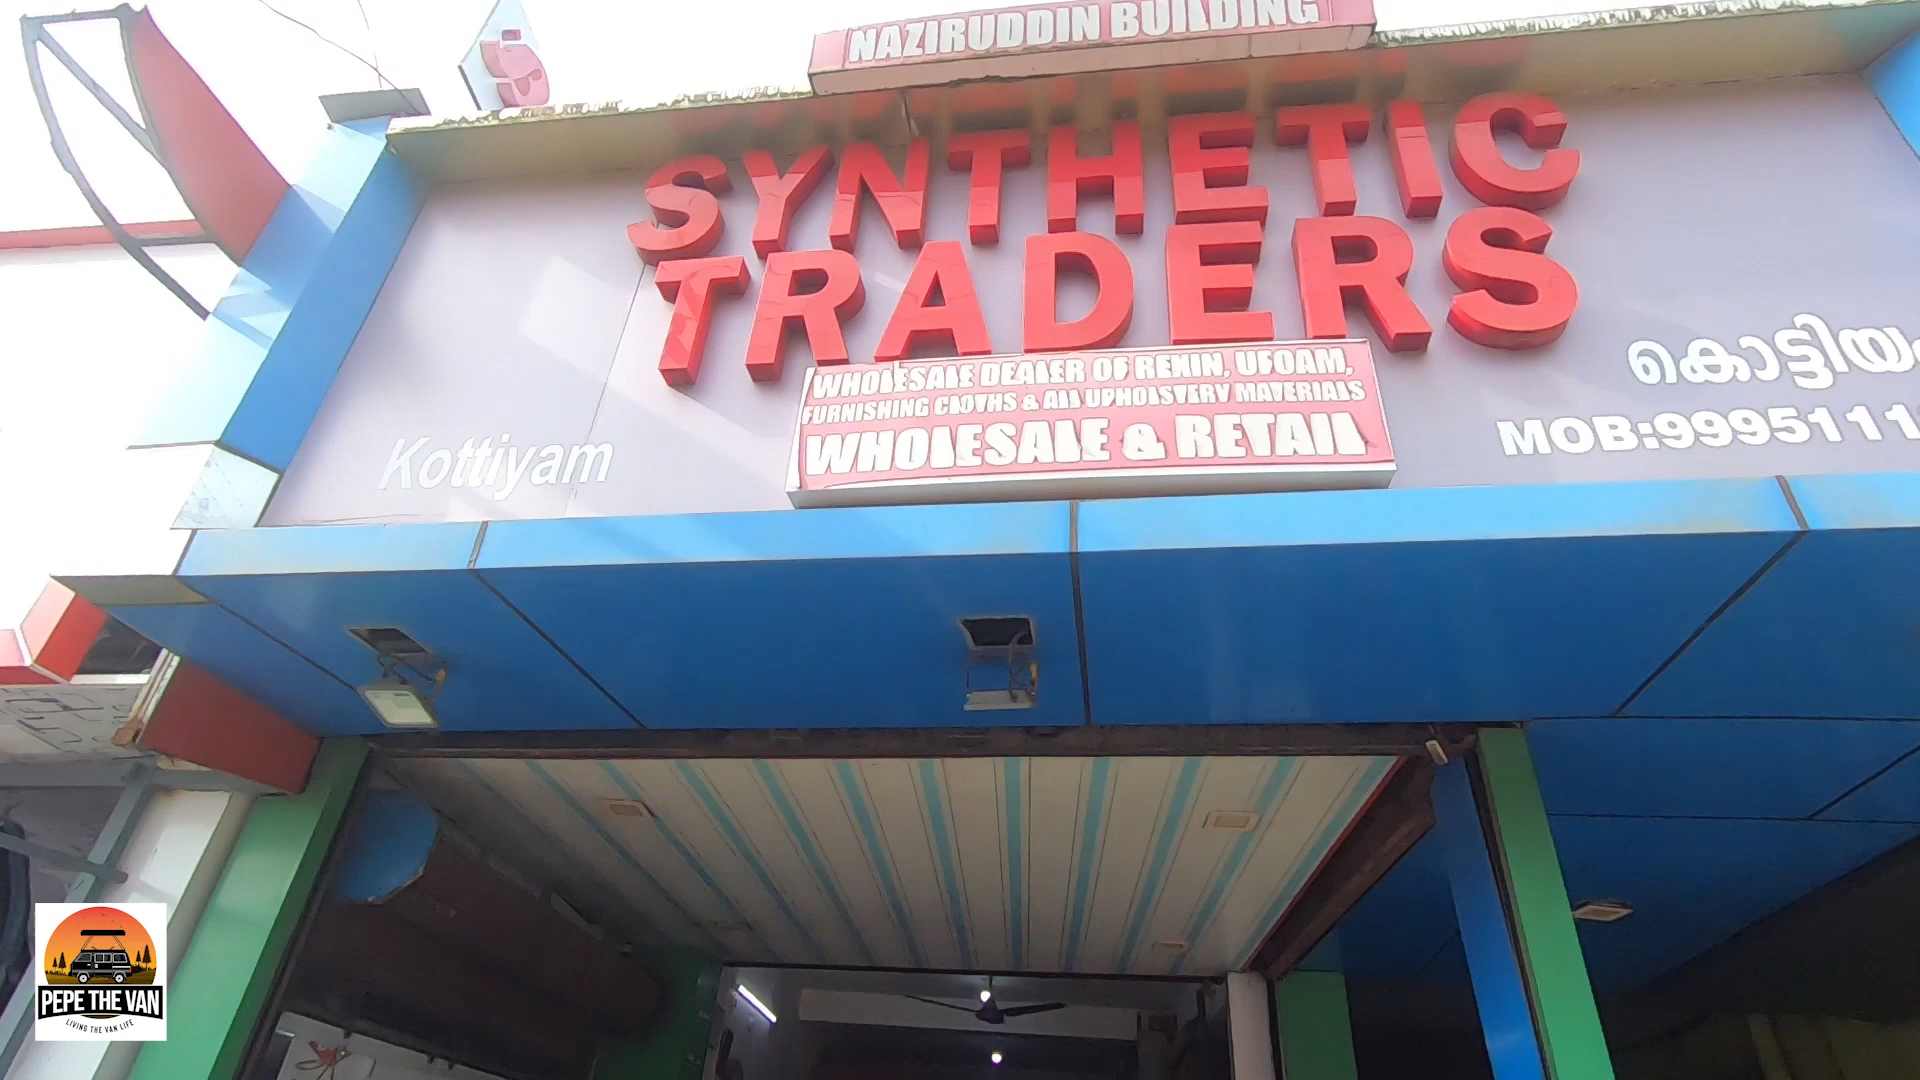 NAZIRUDDIN BUILDING
S
SYNTHETIC
TRADERS
WHOLESALE DEALER OF REXIN, UFOAM,
FURNISHING CLOTHS & ALL UPHOLSTERY MATERIALS
WHOLESALE & RETAIL
Kottiyam
കൊട്ടിയം
MOB:9995111
PEPE THE VAN
LIVING THE VAN LIFE